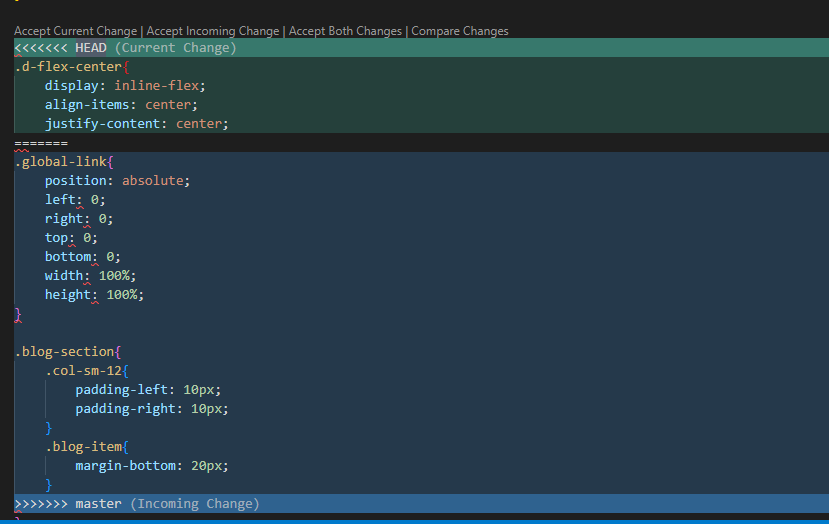 Accept Current Change | Accept Incoming Change | Accept Both Changes | Compare Changes
<<<<<<< HEAD (Current Change)
.d-flex-center{
    display: inline-flex;
    align-items: center;
    justify-content: center;
=======
.global-link{
    position: absolute;
    left: 0;
    right: 0;
    top: 0;
    bottom: 0;
    width: 100%;
    height: 100%;
}
.blog-section{
    .col-sm-12{
        padding-left: 10px;
        padding-right: 10px;
    }
    .blog-item{
        margin-bottom: 20px;
    }
>>>>>>> master (Incoming Change)